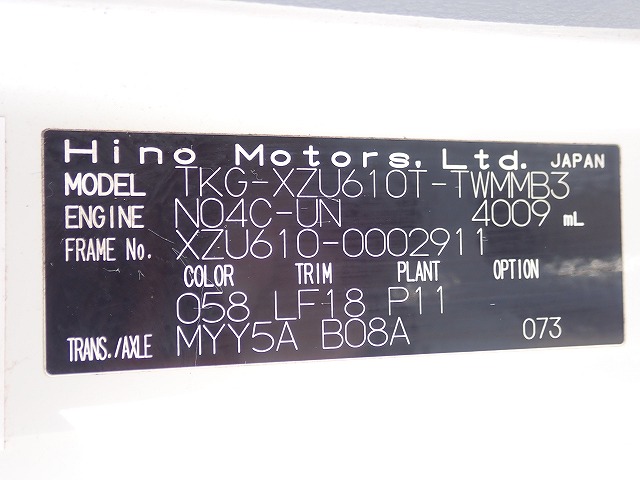 Hino Motors, Ltd. JAPAN
MODEL TKG-XZU610T-TWMMB3
ENGINE N04C-UN 4009 mL
FRAME No. XZU610-0002911
COLOR TRIM PLANT OPTION
058 LF18 P11
TRANS./AXLE MYY5A B08A 073